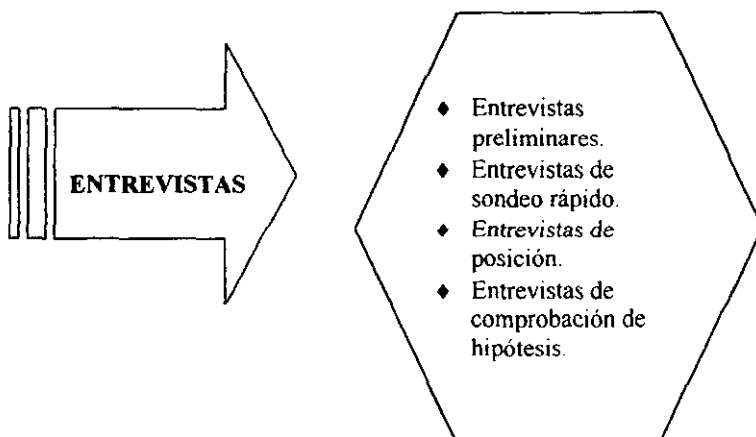 ENTREVISTAS
♦ Entrevistas
preliminares.
♦ Entrevistas de
sondeo rápido.
♦ Entrevistas de
posición.
♦ Entrevistas de
comprobación de
hipótesis.